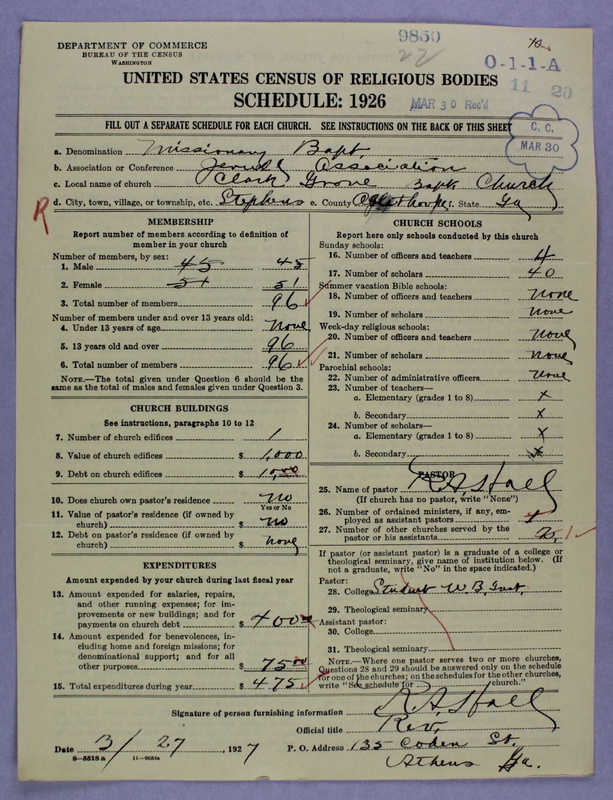 DEPARTMENT OF COMMERCE
BUREAU OF THE CENSUS
WASHINGTON
9850
22
O-1-1-A
11 20
UNITED STATES CENSUS OF RELIGIOUS BODIES
SCHEDULE: 1926
MAR 30 Rec'd
FILL OUT A SEPARATE SCHEDULE FOR EACH CHURCH. SEE INSTRUCTIONS ON THE BACK OF THIS SHEET
C. C.
MAR 30
a. Denomination Missionary Bapt.
b. Association or Conference Association
c. Local name of church Clark Grove Bapt Church
d. City, town, village, or township, etc. Stephens e. County Oglethorpe f. State Ga
R
MEMBERSHIP
Report number of members according to definition of member in your church
Number of members, by sex:
1. Male 45 45
2. Female 51 51
3. Total number of members 96
Number of members under and over 13 years old:
4. Under 13 years of age none
5. 13 years old and over 96
6. Total number of members 96
NOTE.—The total given under Question 6 should be the same as the total of males and females given under Question 3.
CHURCH BUILDINGS
See instructions, paragraphs 10 to 12
7. Number of church edifices 1
8. Value of church edifices $ 1,000
9. Debt on church edifices $
10. Does church own pastor's residence no
Yes or No
11. Value of pastor's residence (if owned by church) $ no
12. Debt on pastor's residence (if owned by church) $ none
EXPENDITURES
Amount expended by your church during last fiscal year
13. Amount expended for salaries, repairs, and other running expenses; for improvements or new buildings; and for payments on church debt $ 400
14. Amount expended for benevolences, including home and foreign missions; for denominational support; and for all other purposes $ 75.00
15. Total expenditures during year $ 475
CHURCH SCHOOLS
Report here only schools conducted by this church
Sunday schools:
16. Number of officers and teachers 4
17. Number of scholars 40
Summer vacation Bible schools:
18. Number of officers and teachers none
19. Number of scholars none
Week-day religious schools:
20. Number of officers and teachers none
21. Number of scholars none
Parochial schools:
22. Number of administrative officers none
23. Number of teachers—
a. Elementary (grades 1 to 8) x
b. Secondary x
24. Number of scholars—
a. Elementary (grades 1 to 8) x
b. Secondary x
PASTOR
25. Name of pastor R. A. Hall
(If church has no pastor, write "None")
26. Number of ordained ministers, if any, employed as assistant pastors
27. Number of other churches served by the pastor or his assistants 2
If pastor (or assistant pastor) is a graduate of a college or theological seminary, give name of institution below. (If not a graduate, write "No" in the space indicated.)
Pastor:
28. College Student W. B. Inst.
29. Theological seminary
Assistant pastor:
30. College
31. Theological seminary
NOTE.—Where one pastor serves two or more churches, Questions 28 and 29 should be answered only on the schedule for one of the churches; on the schedules for the other churches, write "See schedule for church."
Signature of person furnishing information R. A. Hall
Official title Rev.
Date 3/27, 1927
P. O. Address 135 Coden St.
Athens Ga.
8—5518 a 11—9654a